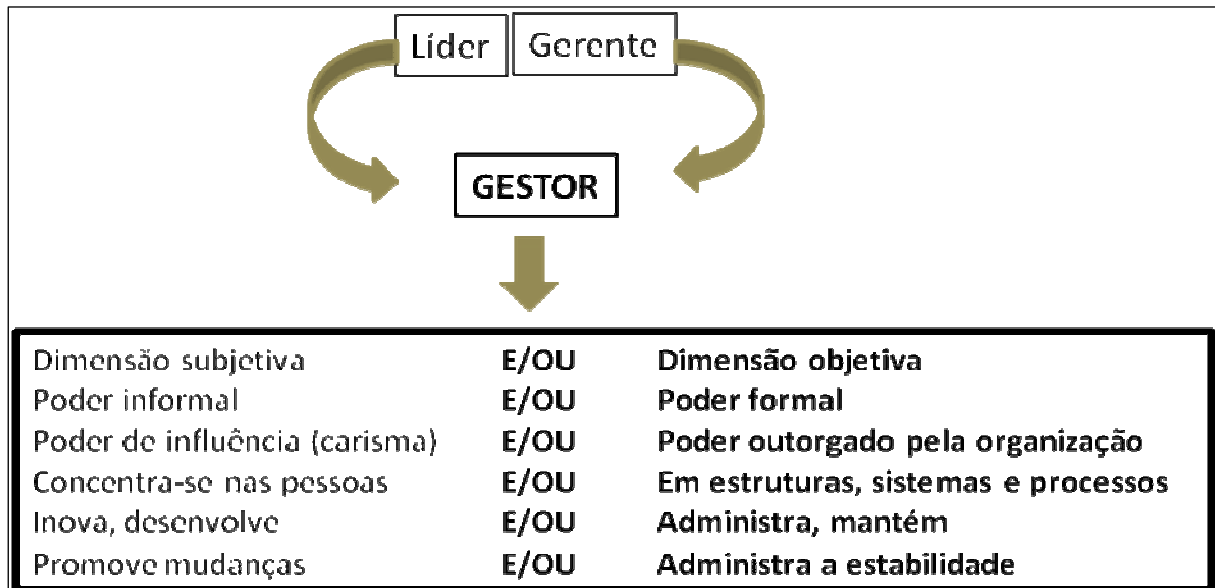 Líder Gerente
GESTOR
Dimensão subjetiva E/OU Dimensão objetiva
Poder informal E/OU Poder formal
Poder de influência (carisma) E/OU Poder outorgado pela organização
Concentra-se nas pessoas E/OU Em estruturas, sistemas e processos
Inova, desenvolve E/OU Administra, mantém
Promove mudanças E/OU Administra a estabilidade